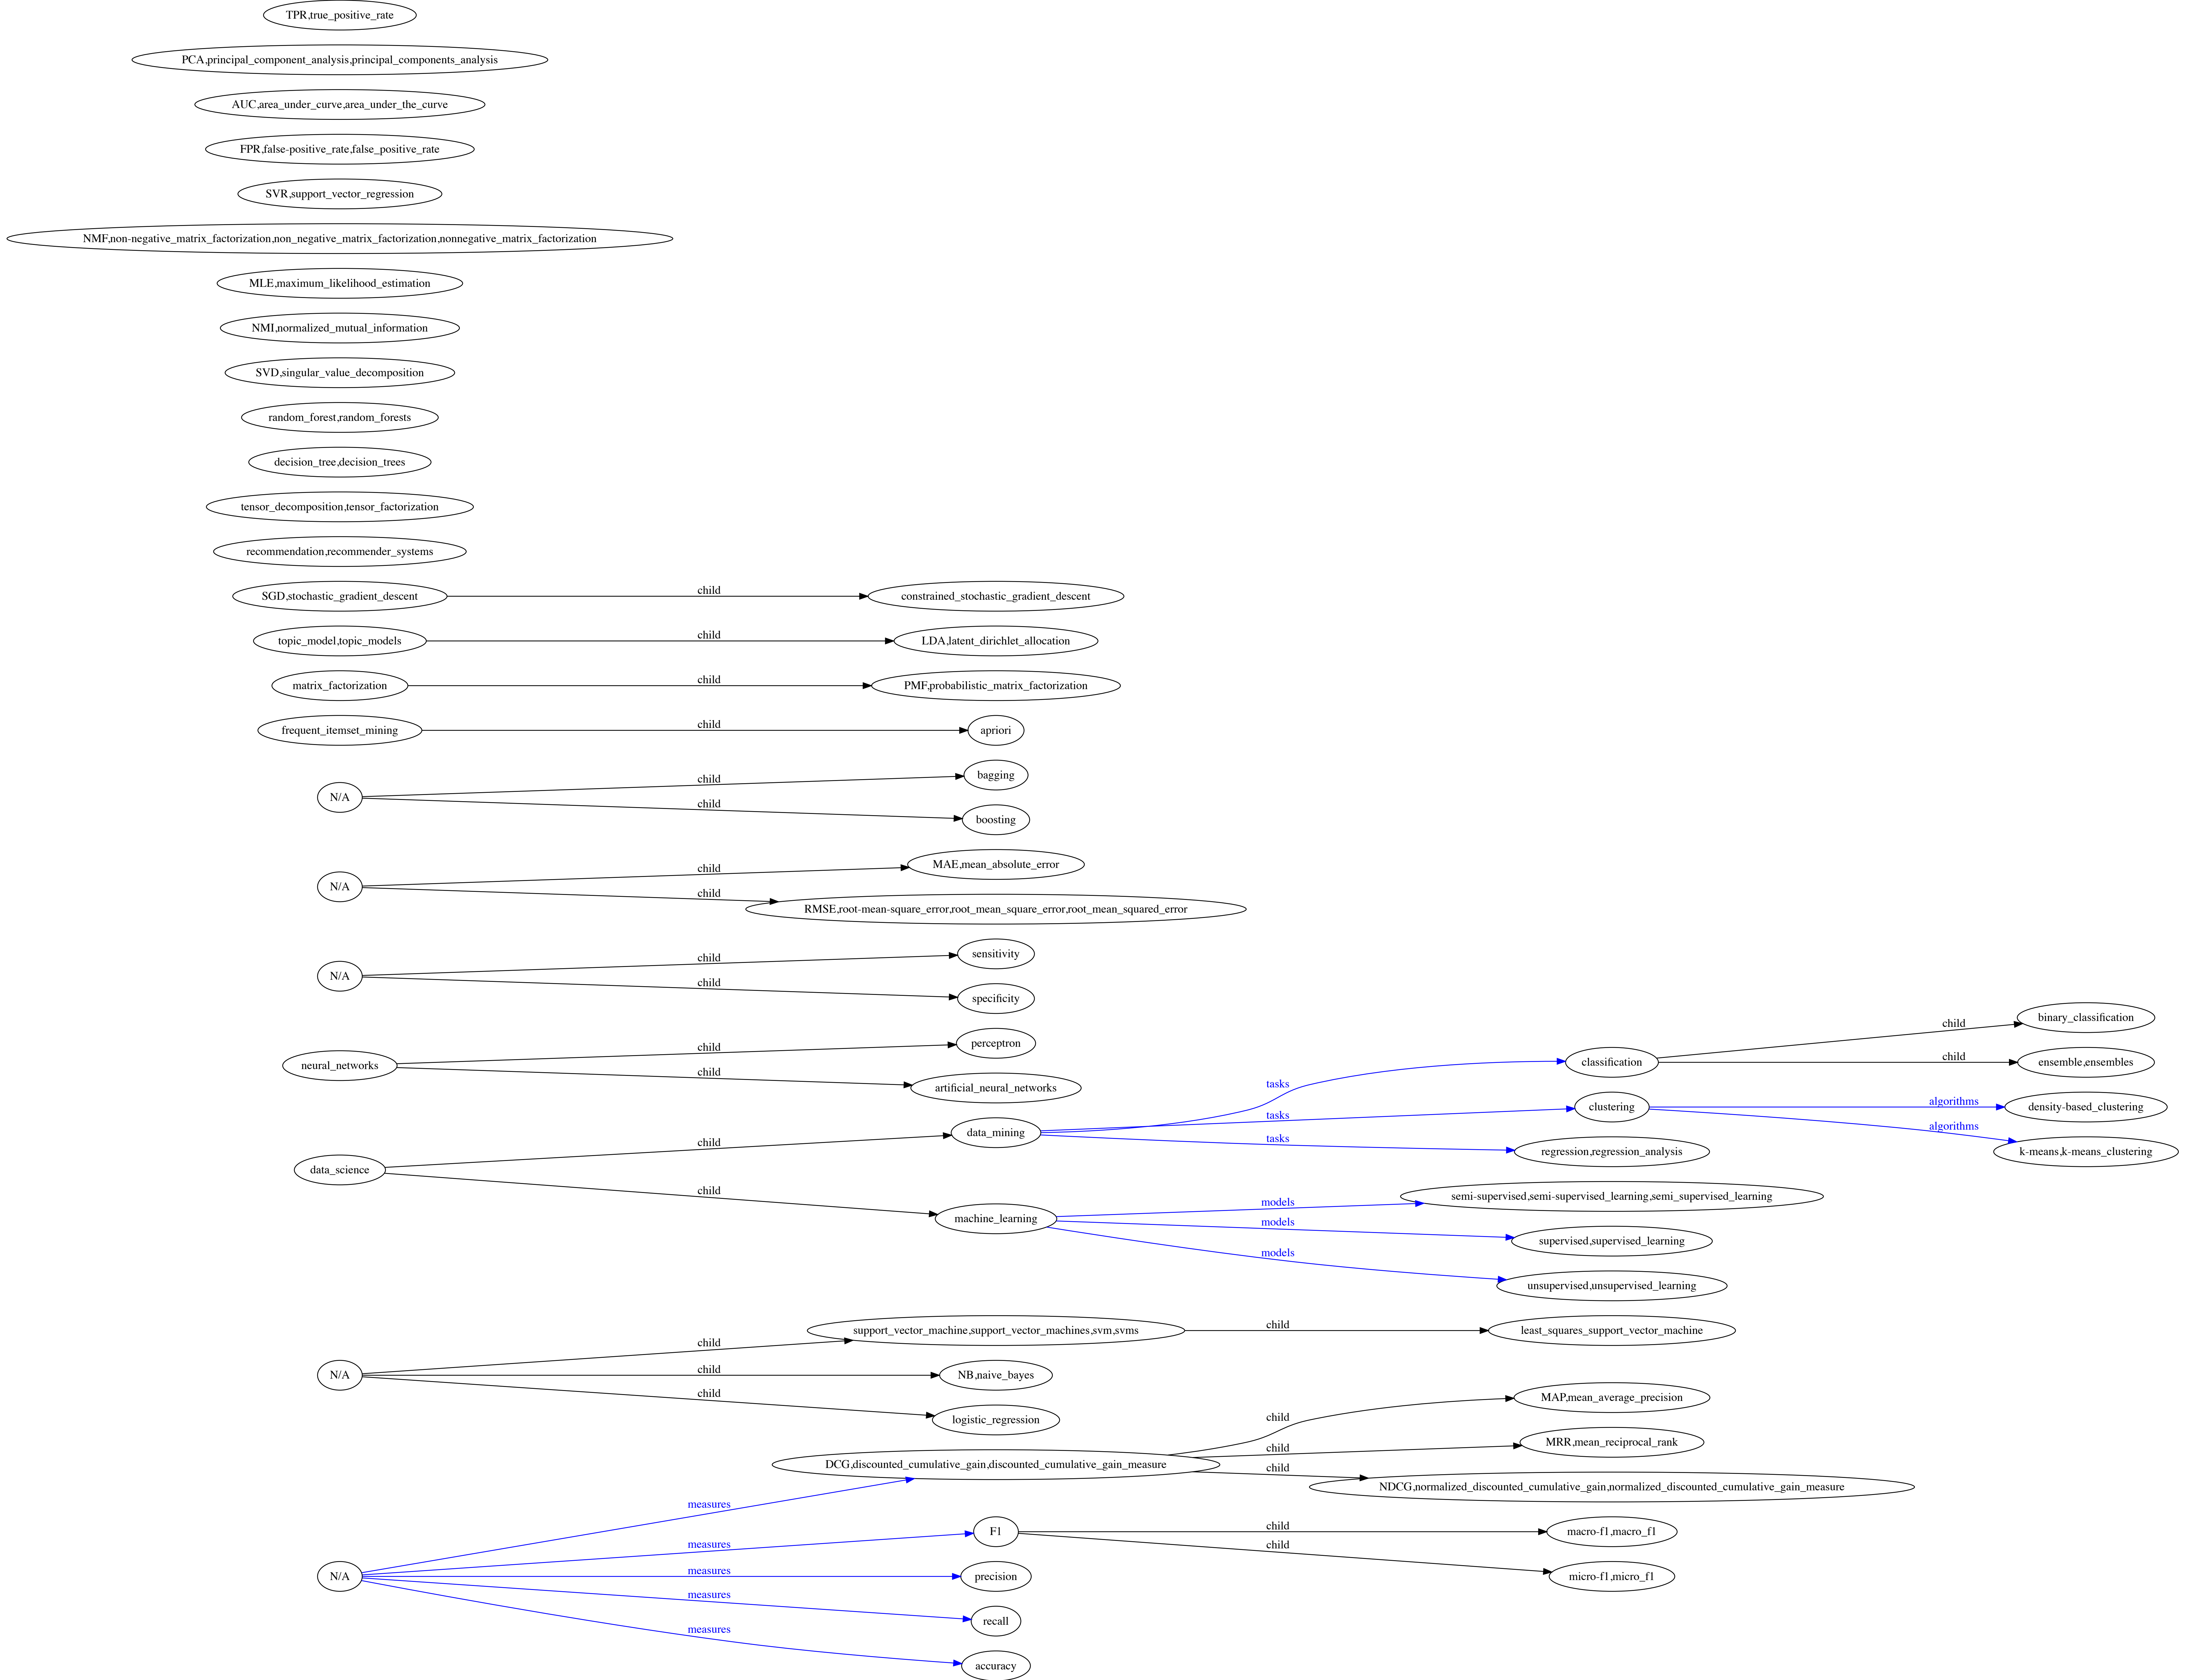 TPR,true_positive_rate
PCA,principal_component_analysis,principal_components_analysis
AUC,area_under_curve,area_under_the_curve
FPR,false-positive_rate,false_positive_rate
SVR,support_vector_regression
NMF,non-negative_matrix_factorization,non_negative_matrix_factorization,nonnegative_matrix_factorization
MLE,maximum_likelihood_estimation
NMI,normalized_mutual_information
SVD,singular_value_decomposition
random_forest,random_forests
decision_tree,decision_trees
tensor_decomposition,tensor_factorization
recommendation,recommender_systems
SGD,stochastic_gradient_descent
child
constrained_stochastic_gradient_descent
topic_model,topic_models
child
LDA,latent_dirichlet_allocation
matrix_factorization
child
PMF,probabilistic_matrix_factorization
frequent_itemset_mining
child
apriori
N/A
child
bagging
child
boosting
N/A
child
MAE,mean_absolute_error
child
RMSE,root-mean-square_error,root_mean_square_error,root_mean_squared_error
N/A
child
sensitivity
child
specificity
neural_networks
child
perceptron
child
artificial_neural_networks
data_science
child
data_mining
tasks
classification
child
binary_classification
child
ensemble,ensembles
tasks
clustering
algorithms
density-based_clustering
algorithms
k-means,k-means_clustering
tasks
regression,regression_analysis
child
machine_learning
models
semi-supervised,semi-supervised_learning,semi_supervised_learning
models
supervised,supervised_learning
models
unsupervised,unsupervised_learning
N/A
child
support_vector_machine,support_vector_machines,svm,svms
child
least_squares_support_vector_machine
child
NB,naive_bayes
child
logistic_regression
N/A
measures
DCG,discounted_cumulative_gain,discounted_cumulative_gain_measure
child
MAP,mean_average_precision
child
MRR,mean_reciprocal_rank
child
NDCG,normalized_discounted_cumulative_gain,normalized_discounted_cumulative_gain_measure
measures
F1
child
macro-f1,macro_f1
child
micro-f1,micro_f1
measures
precision
measures
recall
measures
accuracy